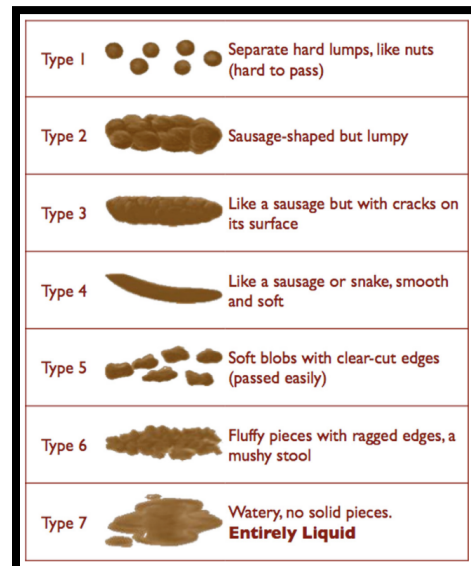 Type 1
Separate hard lumps, like nuts
(hard to pass)
Type 2
Sausage-shaped but lumpy
Type 3
Like a sausage but with cracks on
its surface
Type 4
Like a sausage or snake, smooth
and soft
Type 5
Soft blobs with clear-cut edges
(passed easily)
Type 6
Fluffy pieces with ragged edges, a
mushy stool
Type 7
Watery, no solid pieces.
Entirely Liquid